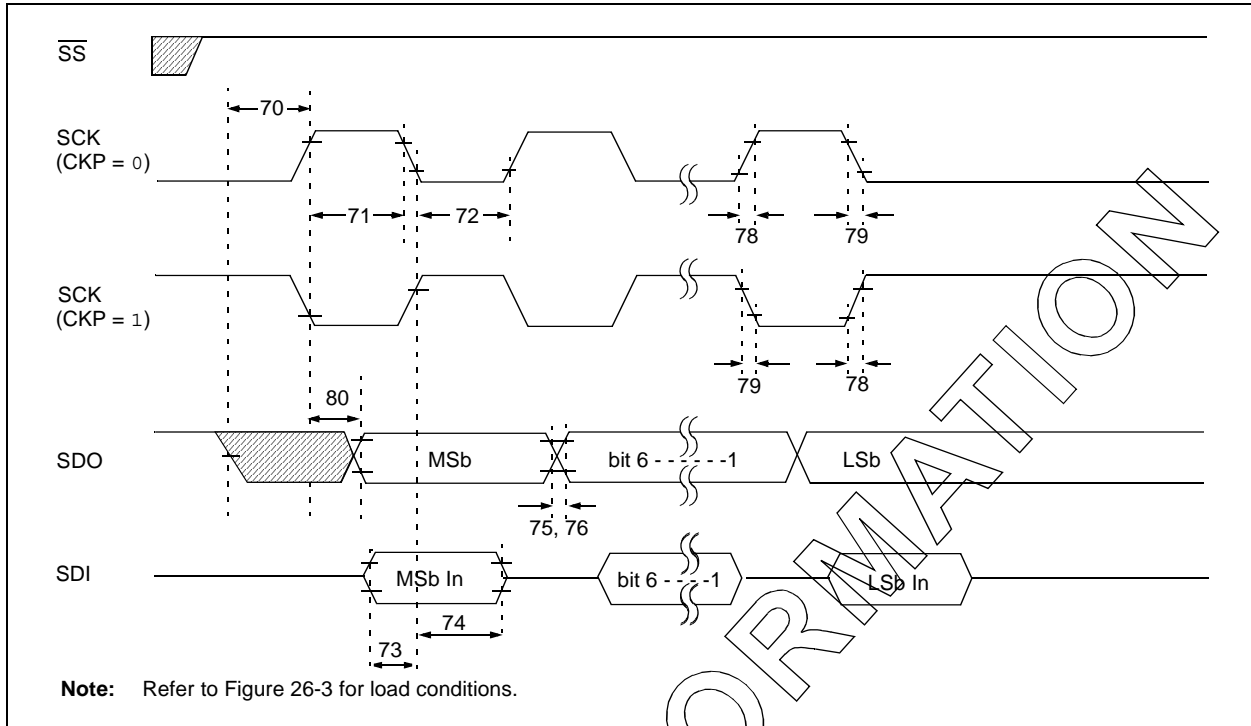 SS
70
SCK
(CKP = 0)
71
72
78
79
SCK
(CKP = 1)
79
78
80
SDO
MSb
bit 6 - - - - - -1
LSb
75, 76
SDI
MSb In
bit 6 - - - - -1
LSb In
74
73
Note: Refer to Figure 26-3 for load conditions.
ORMATION